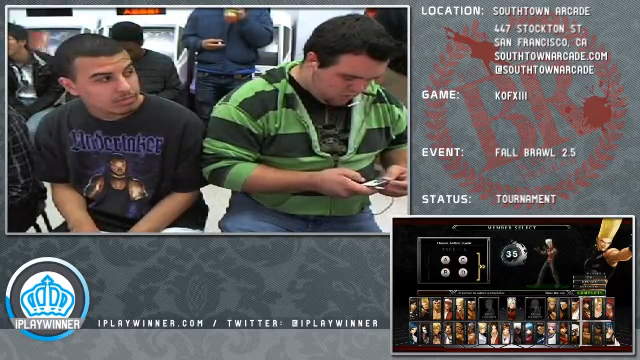 LOCATION: SOUTHTOWN ARCADE
447 STOCKTON ST.
SAN FRANCISCO, CA
SOUTHTOWNARCADE.COM
@SOUTHTOWNARCADE
GAME: KOFXIII
EVENT: FALL BRAWL 2.5
STATUS: TOURNAMENT
Undertaker
MEMBER SELECT
35
A
C
B
D
IPLAYWINNER
IPLAYWINNER.COM / TWITTER: @IPLAYWINNER